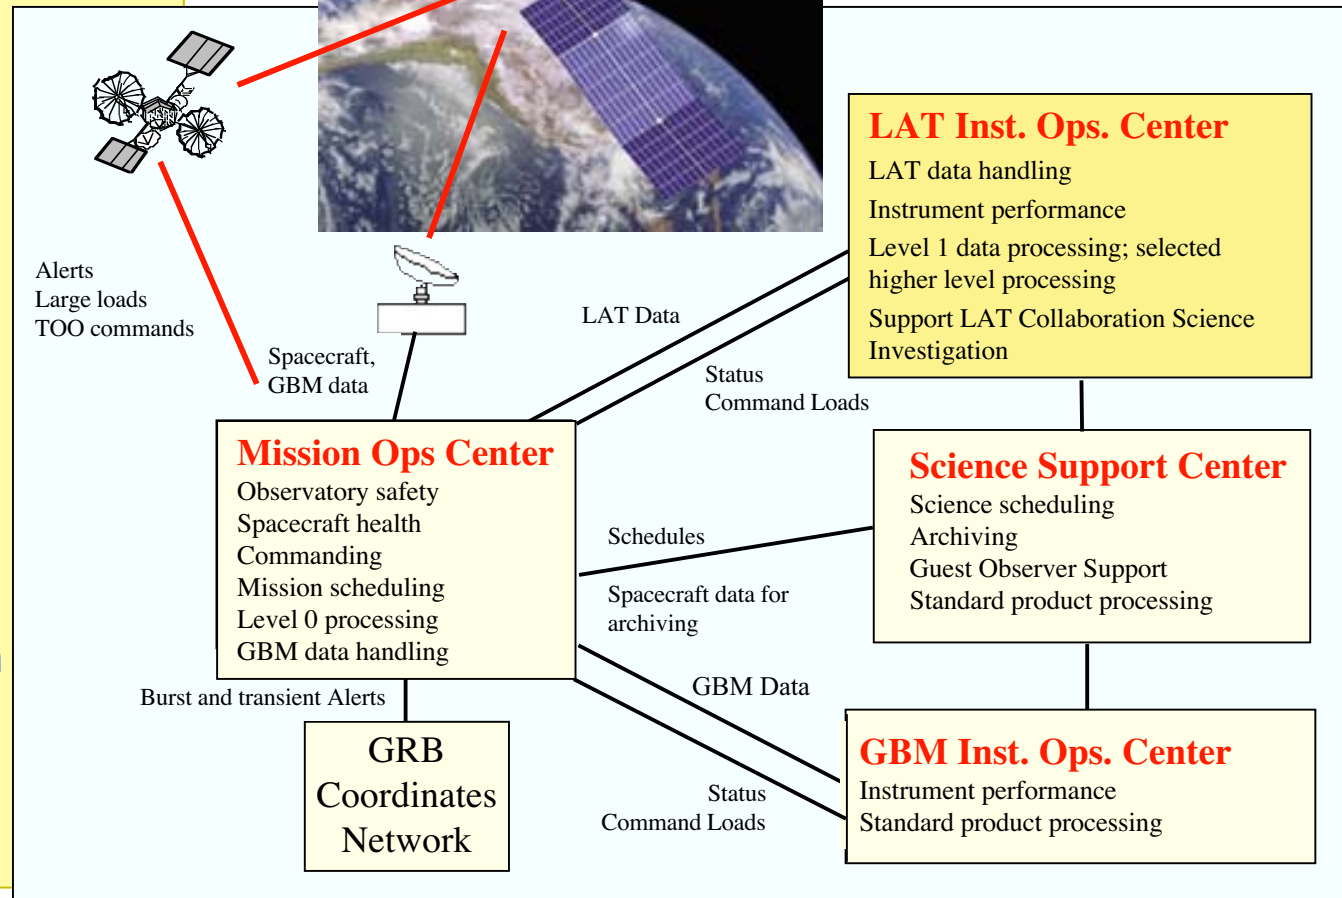 Alerts
Large loads
TOO commands
Spacecraft,
GBM data
LAT Data
Status
Command Loads
LAT Inst. Ops. Center
LAT data handling
Instrument performance
Level 1 data processing; selected
higher level processing
Support LAT Collaboration Science
Investigation
Mission Ops Center
Observatory safety
Spacecraft health
Commanding
Mission scheduling
Level 0 processing
GBM data handling
Schedules
Spacecraft data for
archiving
Science Support Center
Science scheduling
Archiving
Guest Observer Support
Standard product processing
Burst and transient Alerts
GBM Data
GRB
Coordinates
Network
Status
Command Loads
GBM Inst. Ops. Center
Instrument performance
Standard product processing